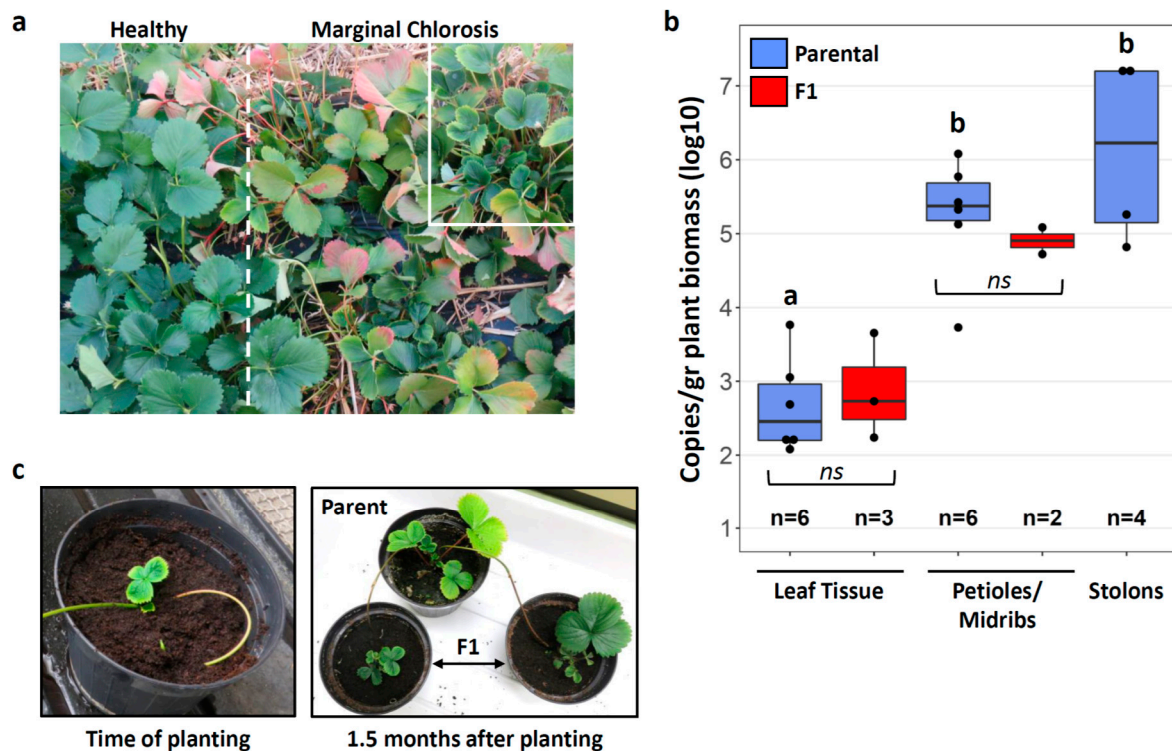 a
Healthy
Marginal Chlorosis
b
Copies/gr plant biomass (log10)
Parental
F1
7
6
5
4
3
2
1
a
b
b
ns
ns
n=6
n=3
n=6
n=2
n=4
Leaf Tissue
Petioles/
Midribs
Stolons
c
Parent
F1
Time of planting
1.5 months after planting